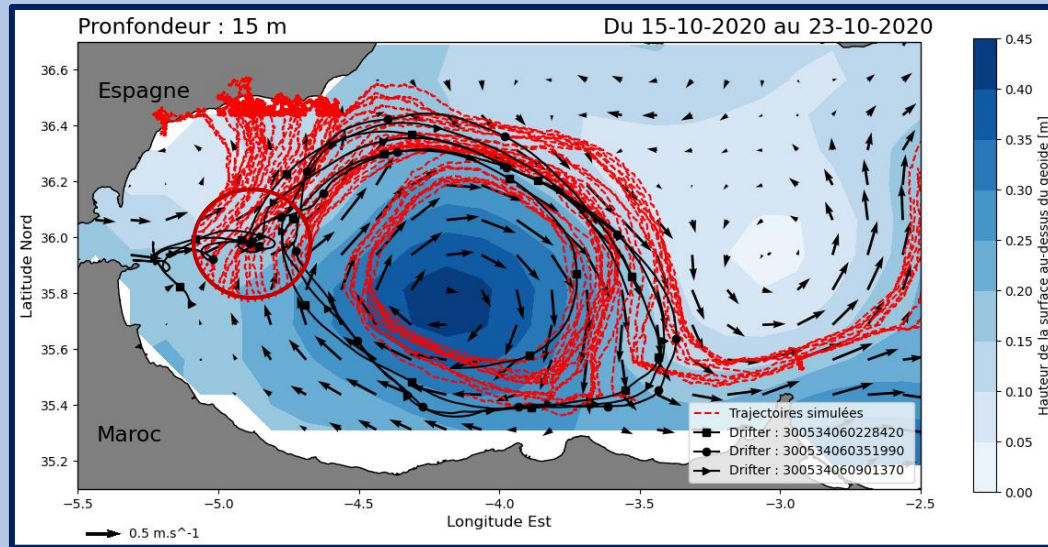 Pronfondeur : 15 m
Du 15-10-2020 au 23-10-2020
Espagne
Maroc
36.6
36.4
36.2
36.0
35.8
35.6
35.4
35.2
Latitude Nord
−5.5
−5.0
−4.5
−4.0
−3.5
−3.0
−2.5
Longitude Est
0.5 m.s^-1
Trajectoires simulées
Drifter : 300534060228420
Drifter : 300534060351990
Drifter : 300534060901370
0.45
0.40
0.35
0.30
0.25
0.20
0.15
0.10
0.05
0.00
Hauteur de la surface au-dessus du geoide [m]